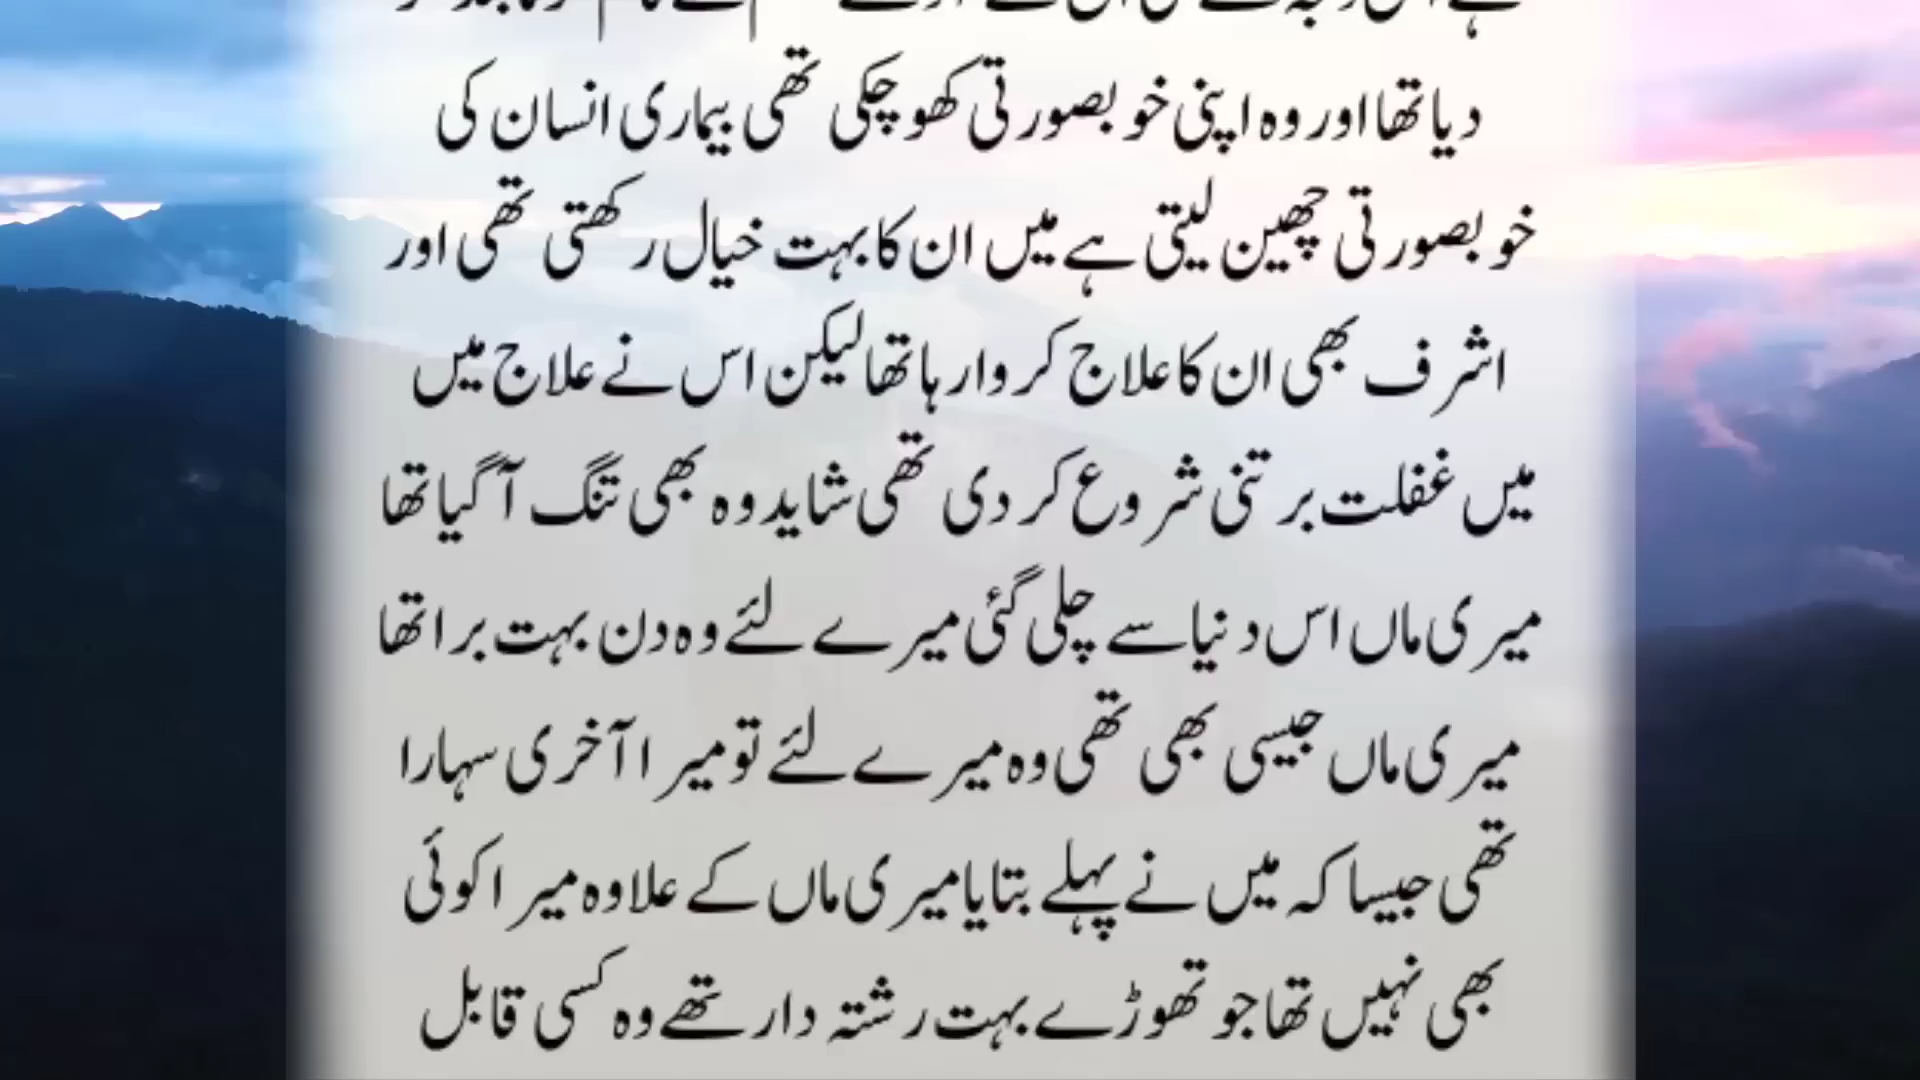 دیا تھا اور وہ اپنی خوبصورتی کھو چکی تھی بیماری انسان کی
خوبصورتی چھین لیتی ہے میں ان کا بہت خیال رکھتی تھی اور
اشرف بھی ان کا علاج کروا رہا تھا لیکن اس نے علاج میں
میں غفلت برتنی شروع کر دی تھی شاید وہ بھی تنگ آگیا تھا
میری ماں اس دنیا سے چلی گئی میرے لئے وہ دن بہت برا تھا
میری ماں جیسی بھی تھی وہ میرے لئے تو میرا آخری سہارا
تھی جیسا کہ میں نے پہلے بتایا میری ماں کے علاوہ میرا کوئی
بھی نہیں تھا جو تھوڑے بہت رشتہ دار تھے وہ کسی قابل